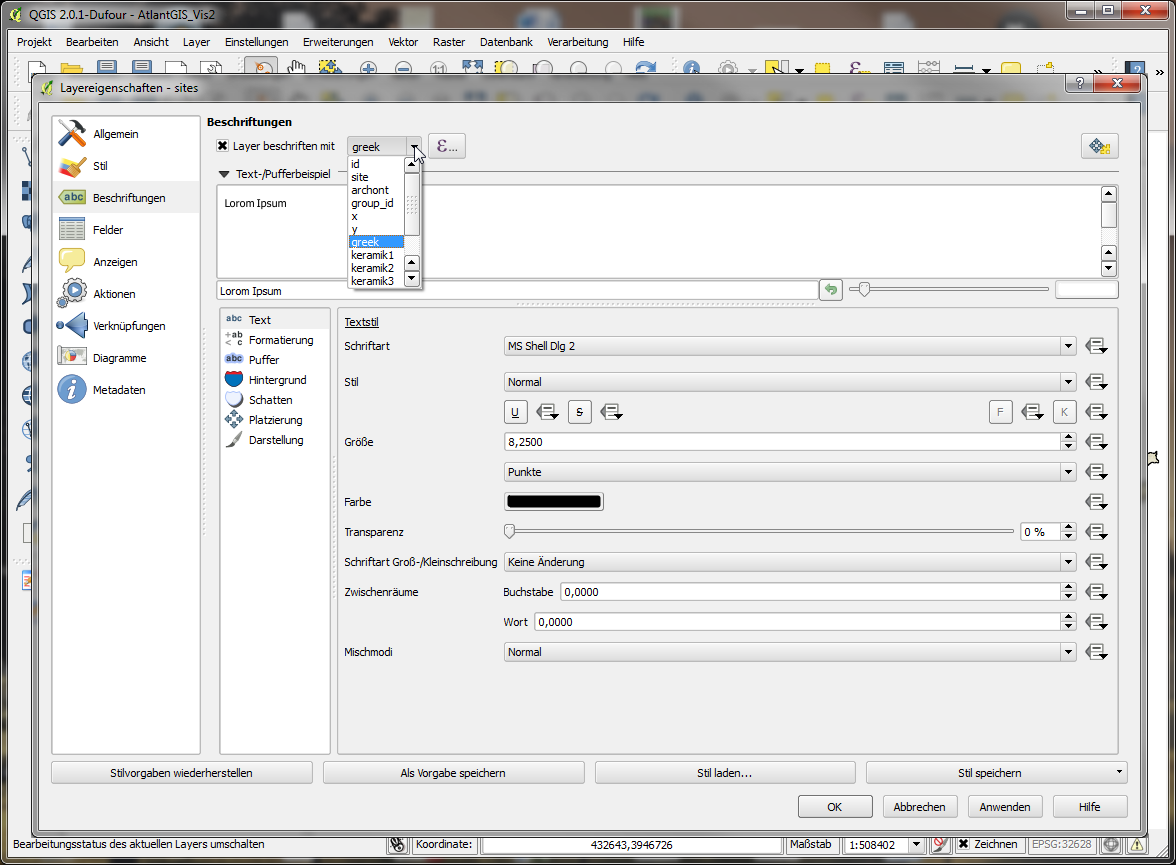 QGIS 2.0.1-Dufour - AtlantGIS_Vis2
Projekt Bearbeiten Ansicht Layer Einstellungen Erweiterungen Vektor Raster Datenbank Verarbeitung Hilfe
Layereigenschaften - sites
Allgemein
Stil
abc Beschriftungen
Felder
Anzeigen
Aktionen
Verknüpfungen
Diagramme
Metadaten
Beschriftungen
Layer beschriften mit greek ε...
id
site
archont
group_id
x
y
greek
keramik1
keramik2
keramik3
Text-/Pufferbeispiel
Lorom Ipsum
Lorom Ipsum
abc Text
+ab < c Formatierung
abc Puffer
Hintergrund
Schatten
Platzierung
Darstellung
Textstil
Schriftart MS Shell Dlg 2
Stil Normal
U S F K
Größe 8,2500
Punkte
Farbe
Transparenz 0 %
Schriftart Groß-/Kleinschreibung Keine Änderung
Zwischenräume Buchstabe 0,0000
Wort 0,0000
Mischmodi Normal
Stilvorgaben wiederherstellen Als Vorgabe speichern Stil laden... Stil speichern
OK Abbrechen Anwenden Hilfe
Bearbeitungsstatus des aktuellen Layers umschalten Koordinate: 432643,3946726 Maßstab 1:508402 Zeichnen EPSG:32628